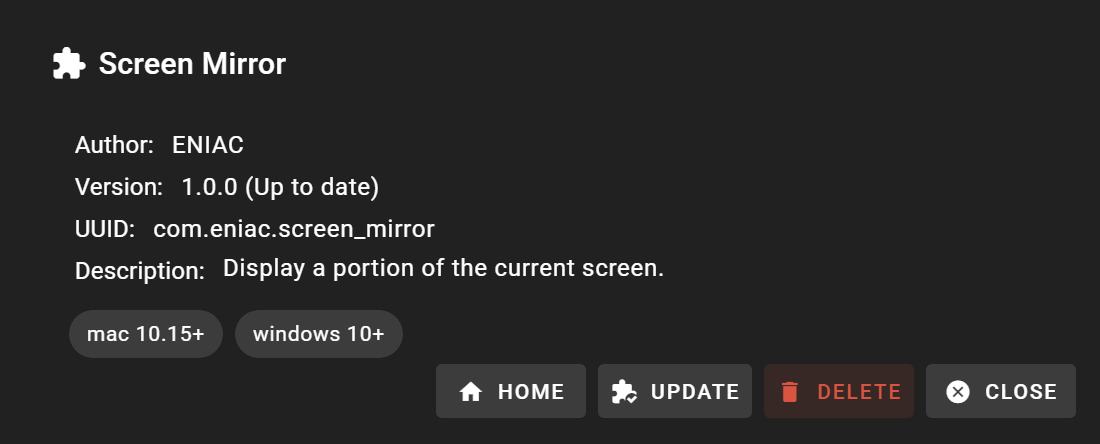 Screen Mirror
Author: ENIAC
Version: 1.0.0 (Up to date)
UUID: com.eniac.screen_mirror
Description: Display a portion of the current screen.
mac 10.15+ windows 10+
HOME UPDATE DELETE CLOSE